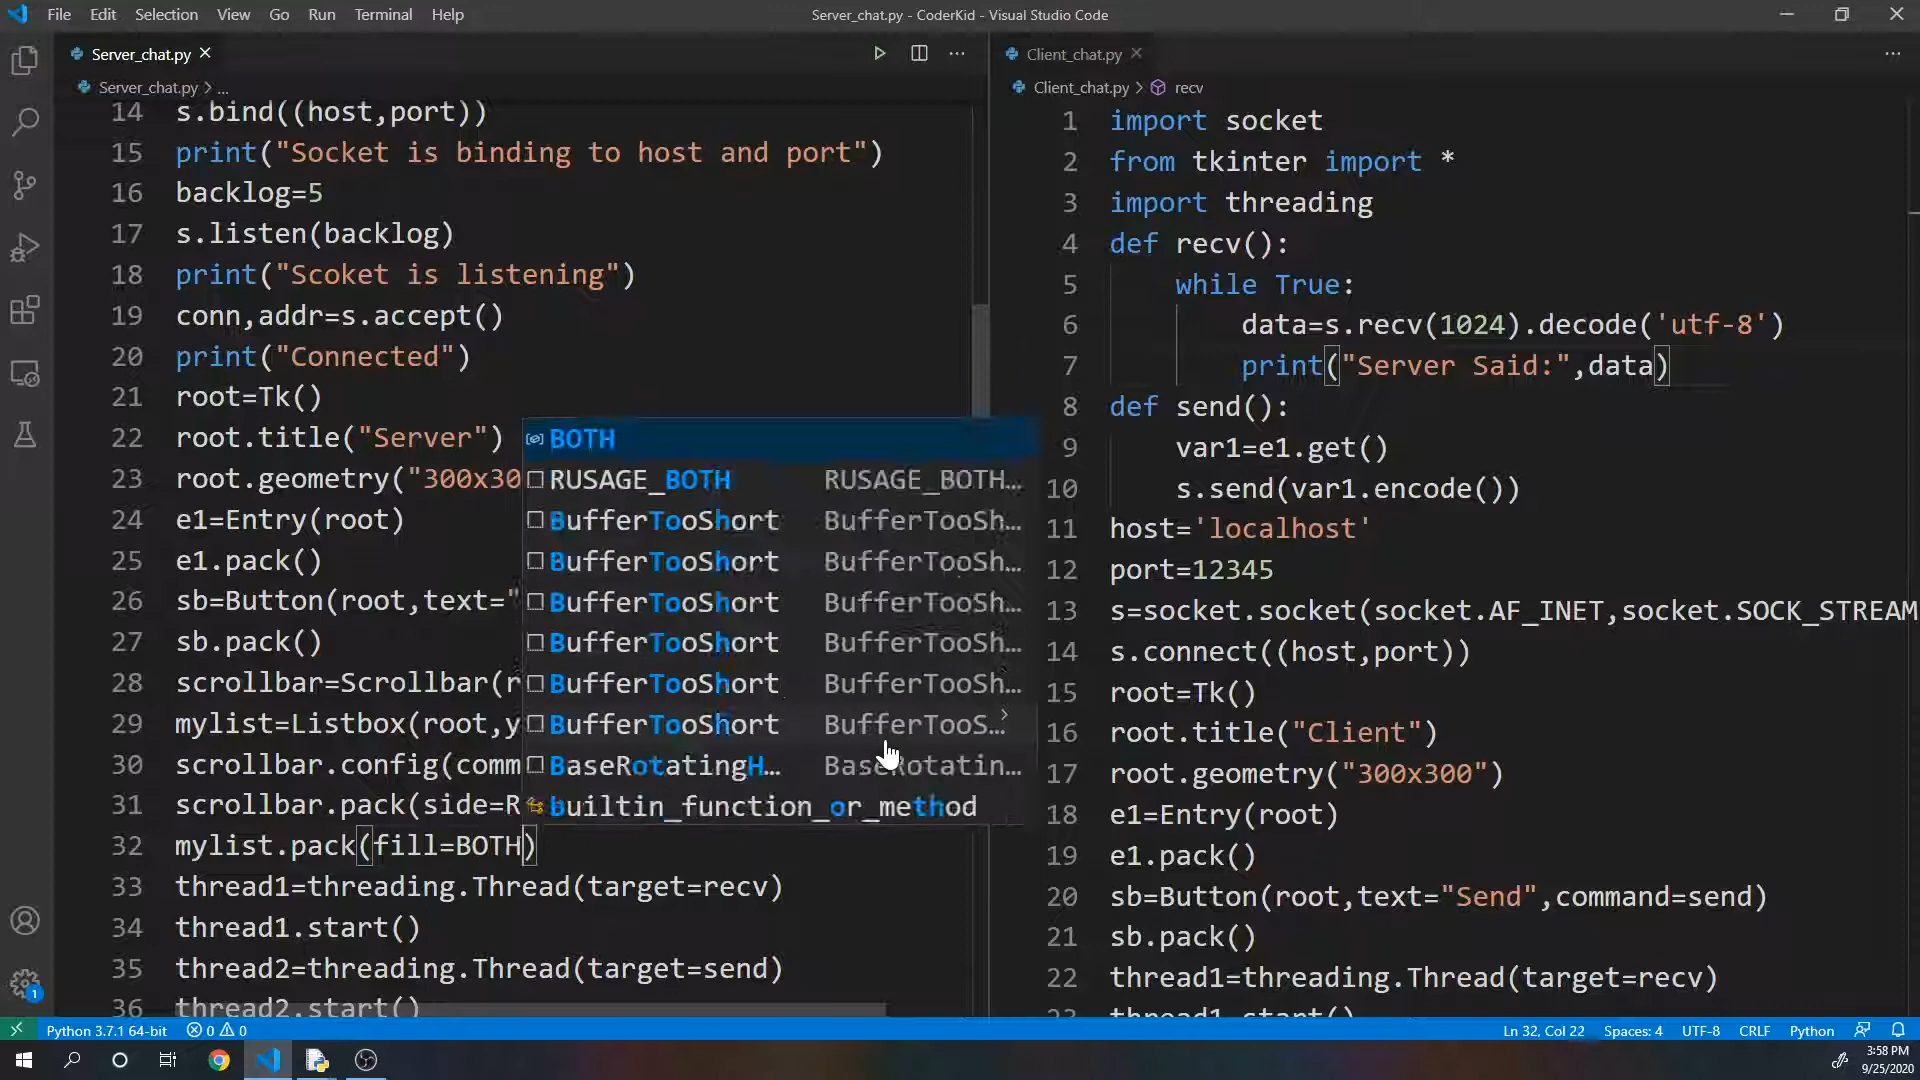 File Edit Selection View Go Run Terminal Help
Server_chat.py - CoderKid - Visual Studio Code
Server_chat.py
Server_chat.py > ...
14 s.bind((host,port))
15 print("Socket is binding to host and port")
16 backlog=5
17 s.listen(backlog)
18 print("Scoket is listening")
19 conn,addr=s.accept()
20 print("Connected")
21 root=Tk()
22 root.title("Server")
23 root.geometry("300x30
24 e1=Entry(root)
25 e1.pack()
26 sb=Button(root,text="
27 sb.pack()
28 scrollbar=Scrollbar(r
29 mylist=Listbox(root,y
30 scrollbar.config(comm
31 scrollbar.pack(side=R
32 mylist.pack(fill=BOTH)
33 thread1=threading.Thread(target=recv)
34 thread1.start()
35 thread2=threading.Thread(target=send)
36 thread2.start()
BOTH
RUSAGE_BOTH RUSAGE_BOTH…
BufferTooShort BufferTooSh…
BufferTooShort BufferTooSh…
BufferTooShort BufferTooSh…
BufferTooShort BufferTooSh…
BufferTooShort BufferTooSh…
BufferTooShort BufferTooS…
BaseRotatingH… BaseRotatin…
builtin_function_or_method
Client_chat.py
Client_chat.py > recv
1 import socket
2 from tkinter import *
3 import threading
4 def recv():
5 while True:
6 data=s.recv(1024).decode('utf-8')
7 print("Server Said:",data)
8 def send():
9 var1=e1.get()
10 s.send(var1.encode())
11 host='localhost'
12 port=12345
13 s=socket.socket(socket.AF_INET,socket.SOCK_STREAM
14 s.connect((host,port))
15 root=Tk()
16 root.title("Client")
17 root.geometry("300x300")
18 e1=Entry(root)
19 e1.pack()
20 sb=Button(root,text="Send",command=send)
21 sb.pack()
22 thread1=threading.Thread(target=recv)
23 thread1.start()
1
Python 3.7.1 64-bit 0 0 Ln 32, Col 22 Spaces: 4 UTF-8 CRLF Python
3:58 PM
9/25/2020